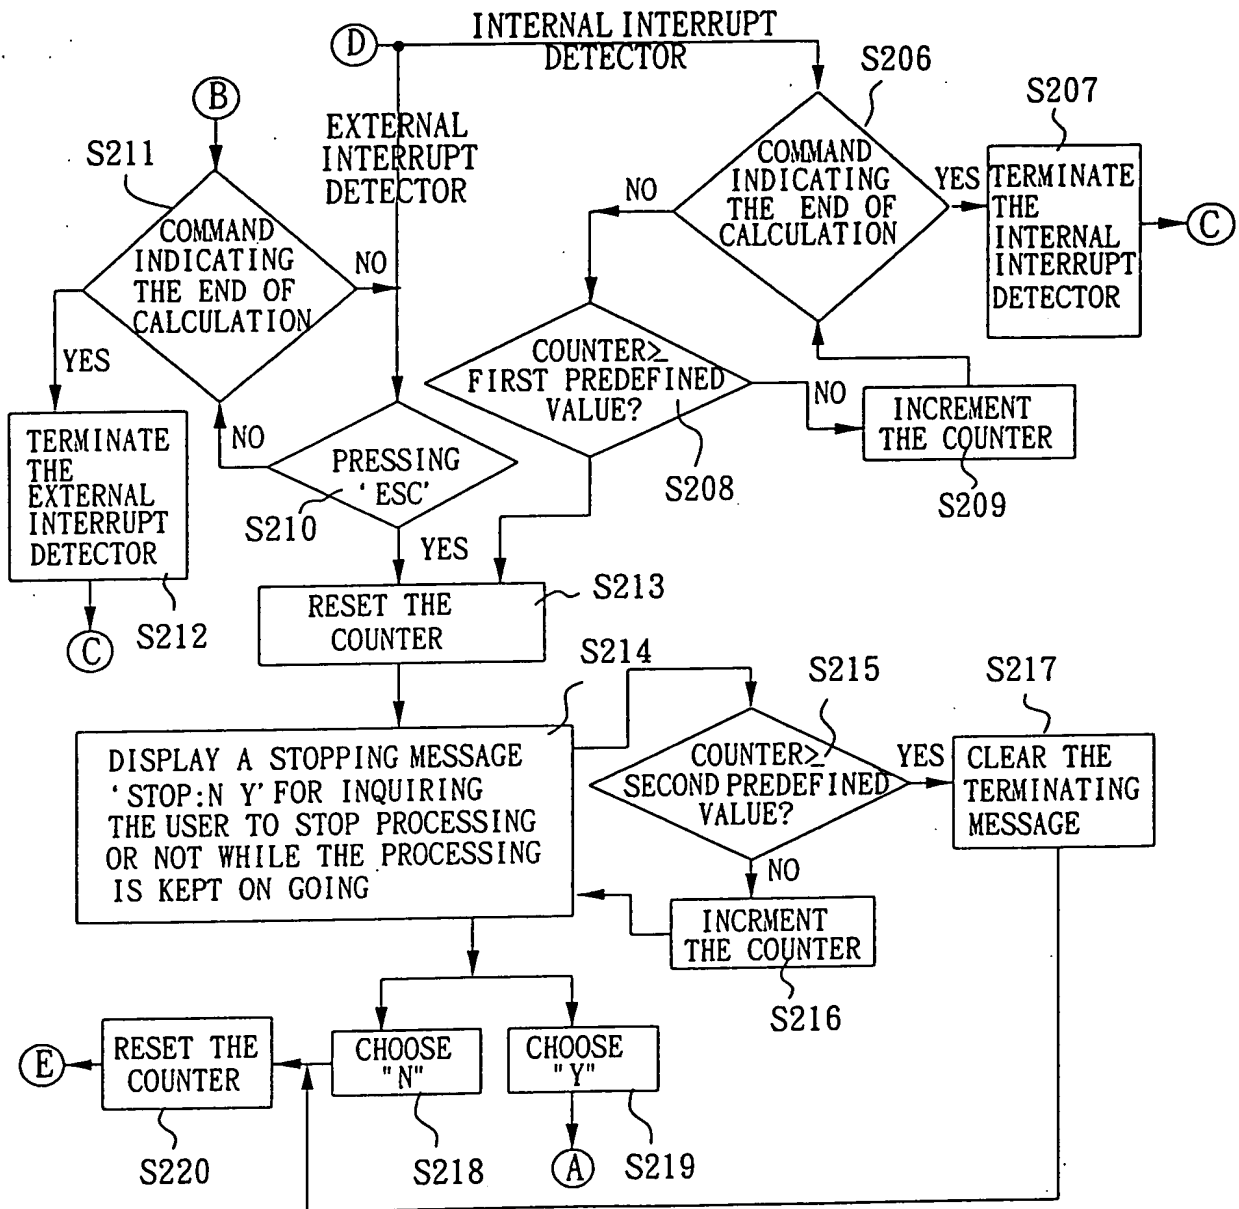 D
INTERNAL INTERRUPT
DETECTOR
S206
B
S207
EXTERNAL
INTERRUPT
DETECTOR
S211
COMMAND
INDICATING
THE END OF
CALCULATION
NO
YES
TERMINATE
THE
INTERNAL
INTERRUPT
DETECTOR
C
COMMAND
INDICATING
THE END OF
CALCULATION
NO
YES
COUNTER≥
FIRST PREDEFINED
VALUE?
NO
INCREMENT
THE COUNTER
S208
S209
TERMINATE
THE
EXTERNAL
INTERRUPT
DETECTOR
NO
PRESSING
'ESC'
S210
YES
S212
C
S213
RESET THE
COUNTER
S214
S215
S217
DISPLAY A STOPPING MESSAGE
'STOP:N Y' FOR INQUIRING
THE USER TO STOP PROCESSING
OR NOT WHILE THE PROCESSING
IS KEPT ON GOING
COUNTER≥
SECOND PREDEFINED
VALUE?
YES
CLEAR THE
TERMINATING
MESSAGE
NO
INCRMENT
THE COUNTER
S216
E
RESET THE
COUNTER
CHOOSE
"N"
CHOOSE
"Y"
S220
S218
A
S219